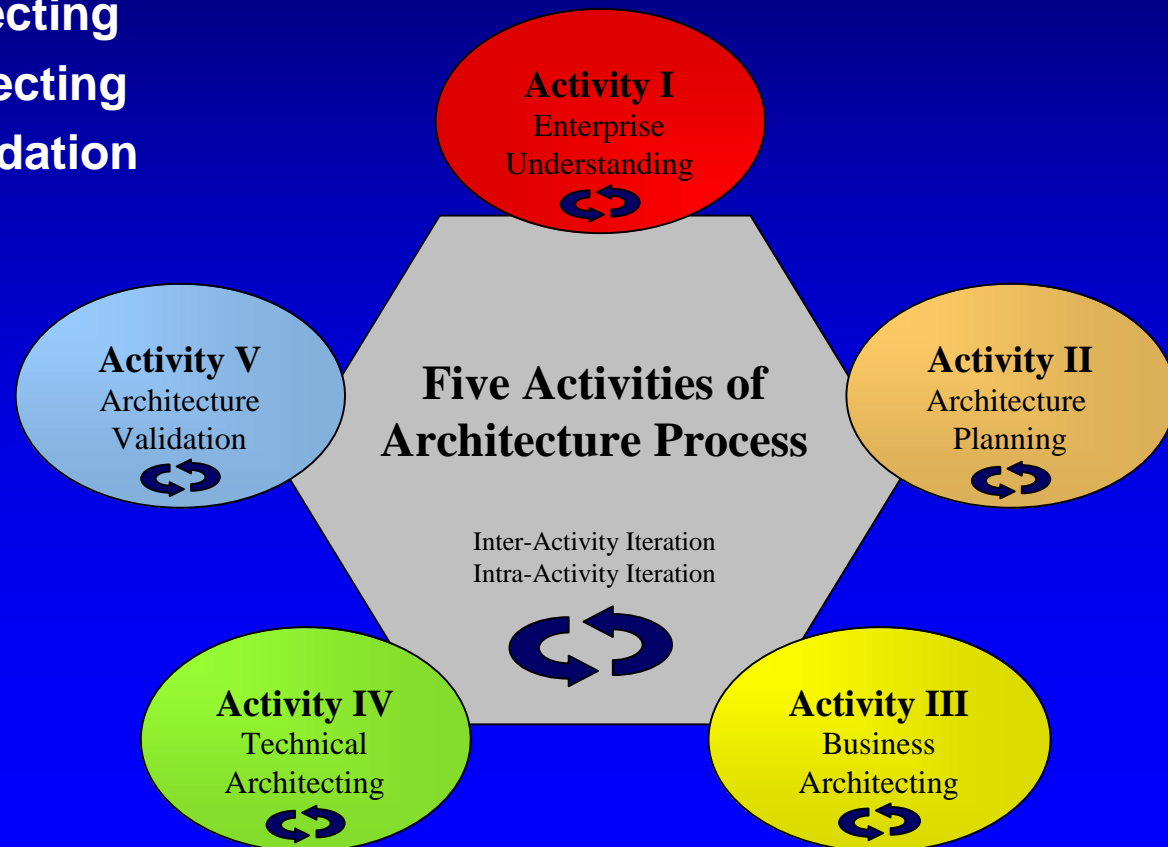 ecting
ecting
dation
Activity I
Enterprise
Understanding
Activity V
Architecture
Validation
Five Activities of
Architecture Process
Activity II
Architecture
Planning
Inter-Activity Iteration
Intra-Activity Iteration
Activity IV
Technical
Architecting
Activity III
Business
Architecting